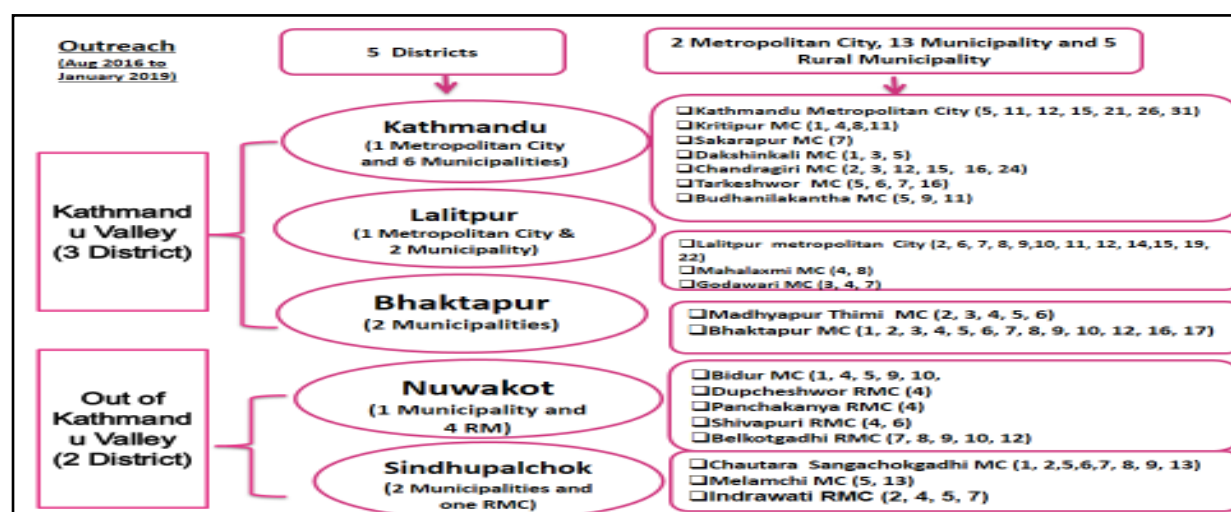 Outreach
(Aug 2016 to
January 2019)
5 Districts
2 Metropolitan City, 13 Municipality and 5
Rural Municipality
Kathmand
u Valley
(3 District)
Kathmandu
(1 Metropolitan City
and 6 Municipalities)
❑Kathmandu Metropolitan City (5, 11, 12, 15, 21, 26, 31)
❑Kritipur MC (1, 4,8,11)
❑Sakarapur MC (7)
❑Dakshinkali MC (1, 3, 5)
❑Chandragiri MC (2, 3, 12, 15, 16, 24)
❑Tarkeshwor MC (5, 6, 7, 16)
❑Budhanilakantha MC (5, 9, 11)
Lalitpur
(1 Metropolitan City &
2 Municipality)
❑Lalitpur metropolitan City (2, 6, 7, 8, 9,10, 11, 12, 14,15, 19,
22)
❑Mahalaxmi MC (4, 8)
❑Godawari MC (3, 4, 7)
Bhaktapur
(2 Municipalities)
❑Madhyapur Thimi MC (2, 3, 4, 5, 6)
❑Bhaktapur MC (1, 2, 3, 4, 5, 6, 7, 8, 9, 10, 12, 16, 17)
Out of
Kathmand
u Valley
(2 District)
Nuwakot
(1 Municipality and
4 RM)
❑Bidur MC (1, 4, 5, 9, 10,
❑Dupcheshwor RMC (4)
❑Panchakanya RMC (4)
❑Shivapuri RMC (4, 6)
❑Belkotgadhi RMC (7, 8, 9, 10, 12)
Sindhupalchok
(2 Municipalities and
one RMC)
❑Chautara Sangachokgadhi MC (1, 2,5,6,7, 8, 9, 13)
❑Melamchi MC (5, 13)
❑Indrawati RMC (2, 4, 5, 7)